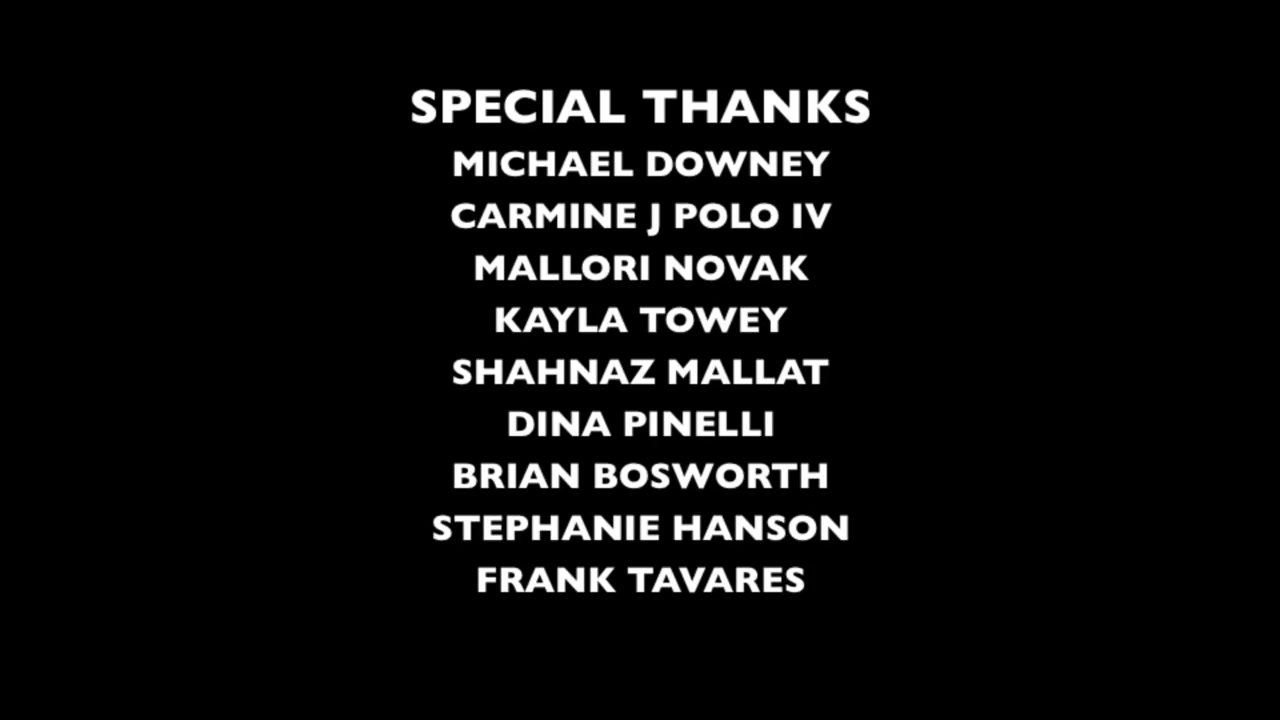 SPECIAL THANKS
MICHAEL DOWNEY
CARMINE J POLO IV
MALLORI NOVAK
KAYLA TOWEY
SHAHNAZ MALLAT
DINA PINELLI
BRIAN BOSWORTH
STEPHANIE HANSON
FRANK TAVARES